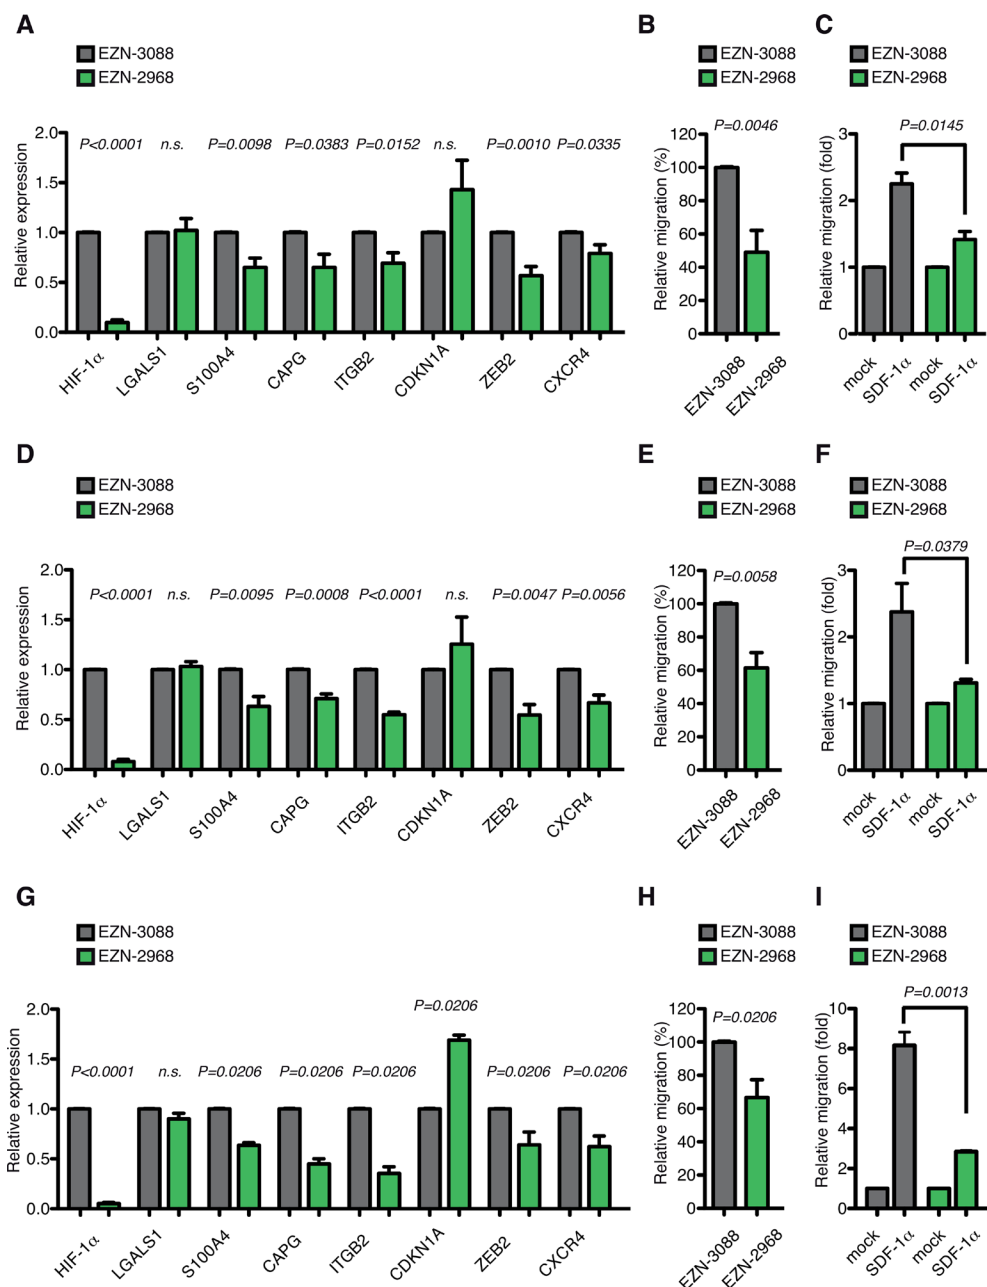 A
EZN-3088
EZN-2968
Relative expression
2.0
1.5
1.0
0.5
0.0
P<0.0001 n.s. P=0.0098 P=0.0383 P=0.0152 n.s. P=0.0010 P=0.0335
HIF-1α LGALS1 S100A4 CAPG ITGB2 CDKN1A ZEB2 CXCR4
B
EZN-3088
EZN-2968
Relative migration (%)
120
100
80
60
40
20
0
P=0.0046
EZN-3088 EZN-2968
C
EZN-3088
EZN-2968
Relative migration (fold)
3
2
1
0
P=0.0145
mock SDF-1α mock SDF-1α
D
EZN-3088
EZN-2968
Relative expression
2.0
1.5
1.0
0.5
0.0
P<0.0001 n.s. P=0.0095 P=0.0008 P<0.0001 n.s. P=0.0047 P=0.0056
HIF-1α LGALS1 S100A4 CAPG ITGB2 CDKN1A ZEB2 CXCR4
E
EZN-3088
EZN-2968
Relative migration (%)
120
100
80
60
40
20
0
P=0.0058
EZN-3088 EZN-2968
F
EZN-3088
EZN-2968
Relative migration (fold)
3
2
1
0
P=0.0379
mock SDF-1α mock SDF-1α
G
EZN-3088
EZN-2968
Relative expression
2.0
1.5
1.0
0.5
0.0
P=0.0206
P<0.0001 n.s. P=0.0206 P=0.0206 P=0.0206 P=0.0206 P=0.0206
HIF-1α LGALS1 S100A4 CAPG ITGB2 CDKN1A ZEB2 CXCR4
H
EZN-3088
EZN-2968
Relative migration (%)
120
100
80
60
40
20
0
P=0.0206
EZN-3088 EZN-2968
I
EZN-3088
EZN-2968
Relative migration (fold)
10
8
6
4
2
0
P=0.0013
mock SDF-1α mock SDF-1α